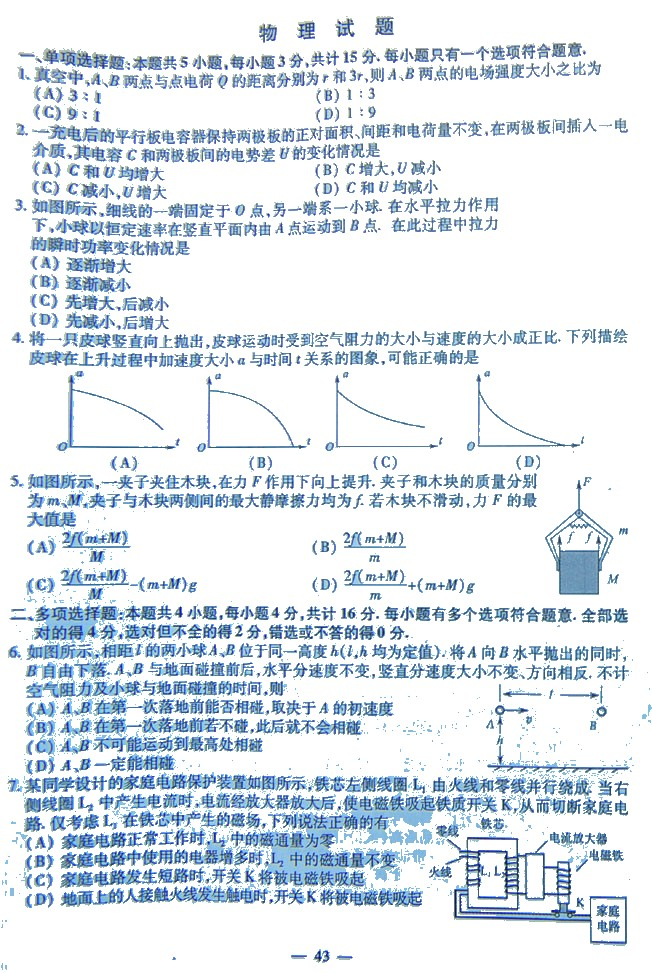 物 理 试 题
一、单项选择题:本题共5小题,每小题3分,共计15分.每小题只有一个选项符合题意.
1. 真空中,A、B两点与点电荷Q的距离分别为r和3r,则A、B两点的电场强度大小之比为
(A) 3∶1 (B) 1∶3
(C) 9∶1 (D) 1∶9
2. 一充电后的平行板电容器保持两极板的正对面积、间距和电荷量不变,在两极板间插入一电
介质,其电容C和两极板间的电势差U的变化情况是
(A) C和U均增大 (B) C增大,U减小
(C) C减小,U增大 (D) C和U均减小
3. 如图所示,细线的一端固定于O点,另一端系一小球.在水平拉力作用
下,小球以恒定速率在竖直平面内由A点运动到B点. 在此过程中拉力
的瞬时功率变化情况是
(A) 逐渐增大
(B) 逐渐减小
(C) 先增大,后减小
(D) 先减小,后增大
4. 将一只皮球竖直向上抛出,皮球运动时受到空气阻力的大小与速度的大小成正比.下列描绘
皮球在上升过程中加速度大小a与时间t关系的图象,可能正确的是
a a a a
O t O t O t O t
(A) (B) (C) (D)
5. 如图所示,一夹子夹住木块,在力F作用下向上提升.夹子和木块的质量分别
为m、M,夹子与木块两侧间的最大静摩擦力均为f.若木块不滑动,力F的最
大值是
(A) 2f(m+M)/M (B) 2f(m+M)/m
(C) 2f(m+M)/M-(m+M)g (D) 2f(m+M)/m+(m+M)g
F
m
f f
M
二、多项选择题:本题共4小题,每小题4分,共计16分.每小题有多个选项符合题意.全部选
对的得4分,选对但不全的得2分,错选或不答的得0分.
6. 如图所示,相距l的两小球A、B位于同一高度h(l,h均为定值).将A向B水平抛出的同时,
B自由下落.A、B与地面碰撞前后,水平分速度不变,竖直分速度大小不变、方向相反.不计
空气阻力及小球与地面碰撞的时间,则
(A) A、B在第一次落地前能否相碰,取决于A的初速度
(B) A、B在第一次落地前若不碰,此后就不会相碰
(C) A、B不可能运动到最高处相碰
(D) A、B一定能相碰
l
A v B
h
7. 某同学设计的家庭电路保护装置如图所示,铁芯左侧线圈L₁由火线和零线并行绕成.当右
侧线圈L₂中产生电流时,电流经放大器放大后,使电磁铁吸起铁质开关K,从而切断家庭电
路.仅考虑L₁在铁芯中产生的磁场,下列说法正确的有
(A) 家庭电路正常工作时,L₂中的磁通量为零
(B) 家庭电路中使用的电器增多时,L₂中的磁通量不变
(C) 家庭电路发生短路时,开关K将被电磁铁吸起
(D) 地面上的人接触火线发生触电时,开关K将被电磁铁吸起
铁芯
零线 电流放大器
电磁铁
火线 L₁ L₂
K
家庭
电路
— 43 —